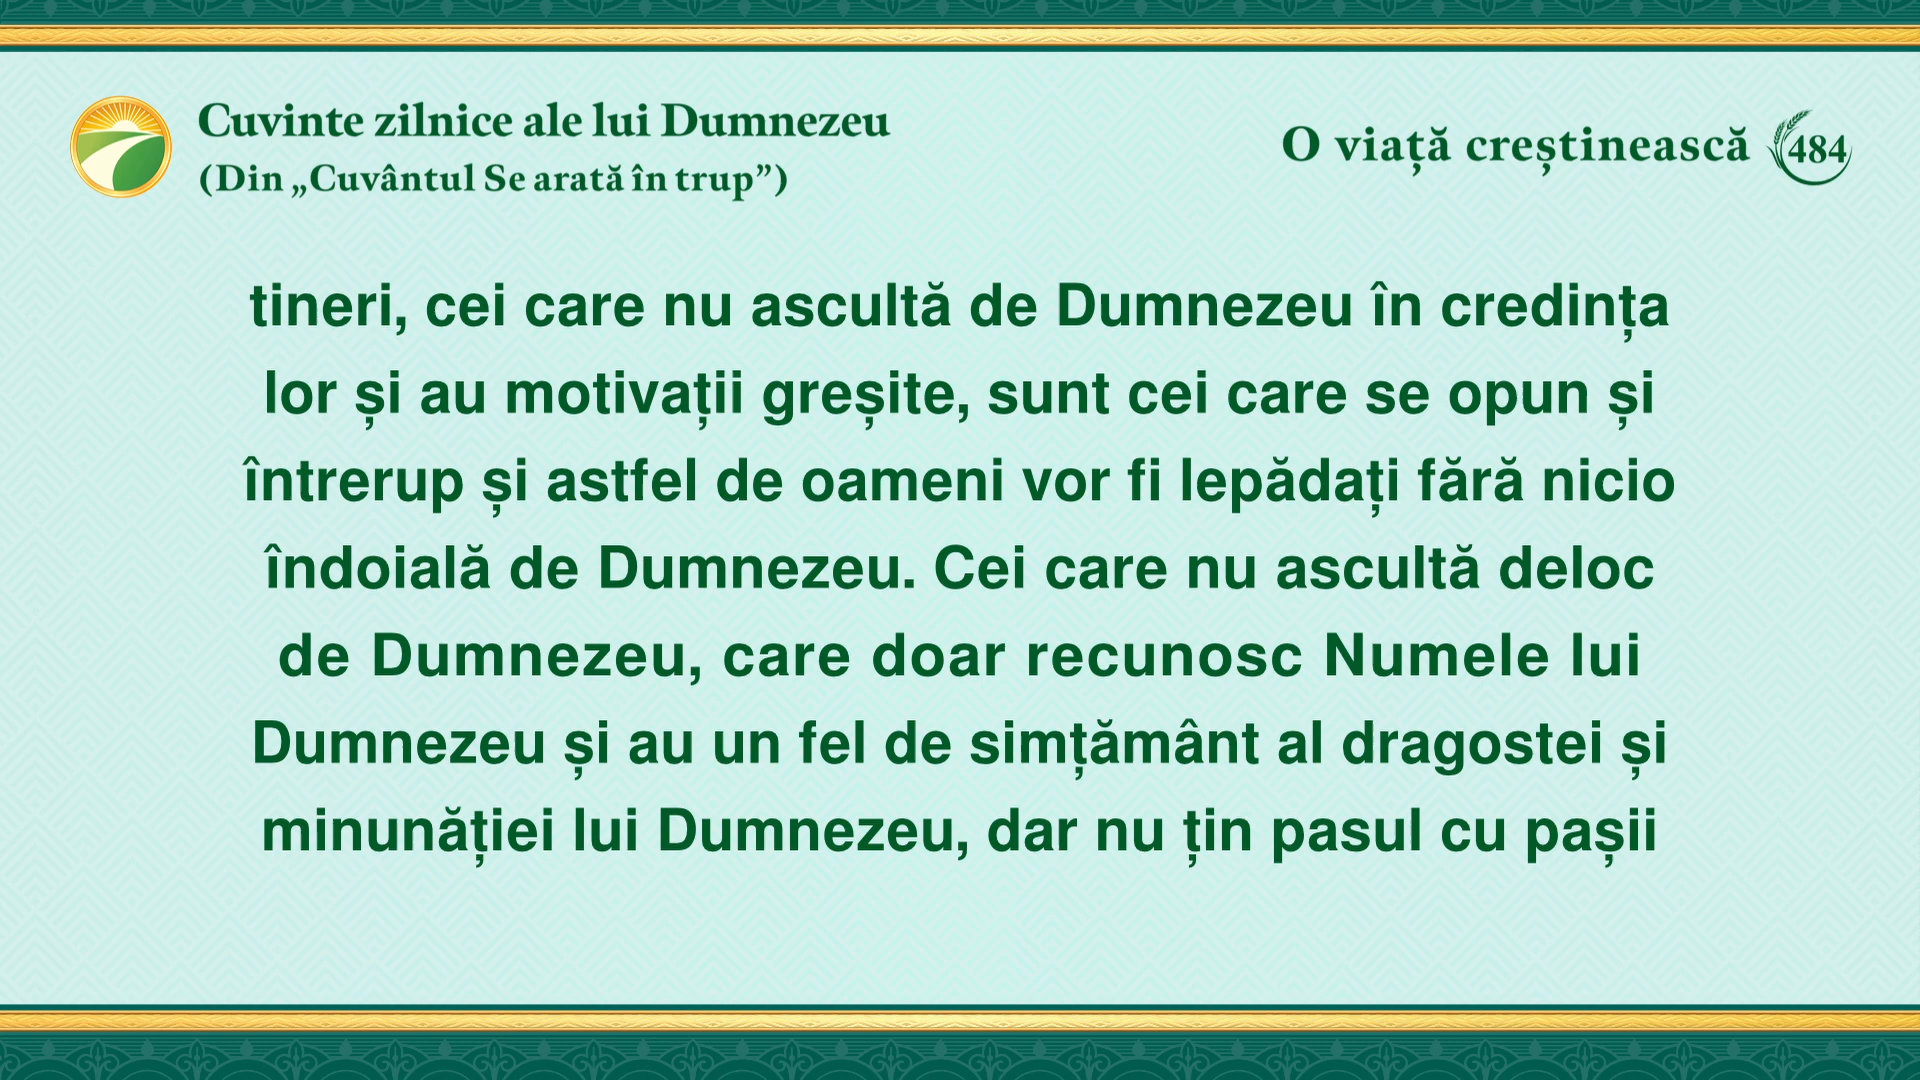 Cuvinte zilnice ale lui Dumnezeu
(Din „Cuvântul Se arată în trup”)
O viață creștinească 484
tineri, cei care nu ascultă de Dumnezeu în credința
lor și au motivații greșite, sunt cei care se opun și
întrerup și astfel de oameni vor fi lepădați fără nicio
îndoială de Dumnezeu. Cei care nu ascultă deloc
de Dumnezeu, care doar recunosc Numele lui
Dumnezeu și au un fel de simțământ al dragostei și
minunăției lui Dumnezeu, dar nu țin pasul cu pașii